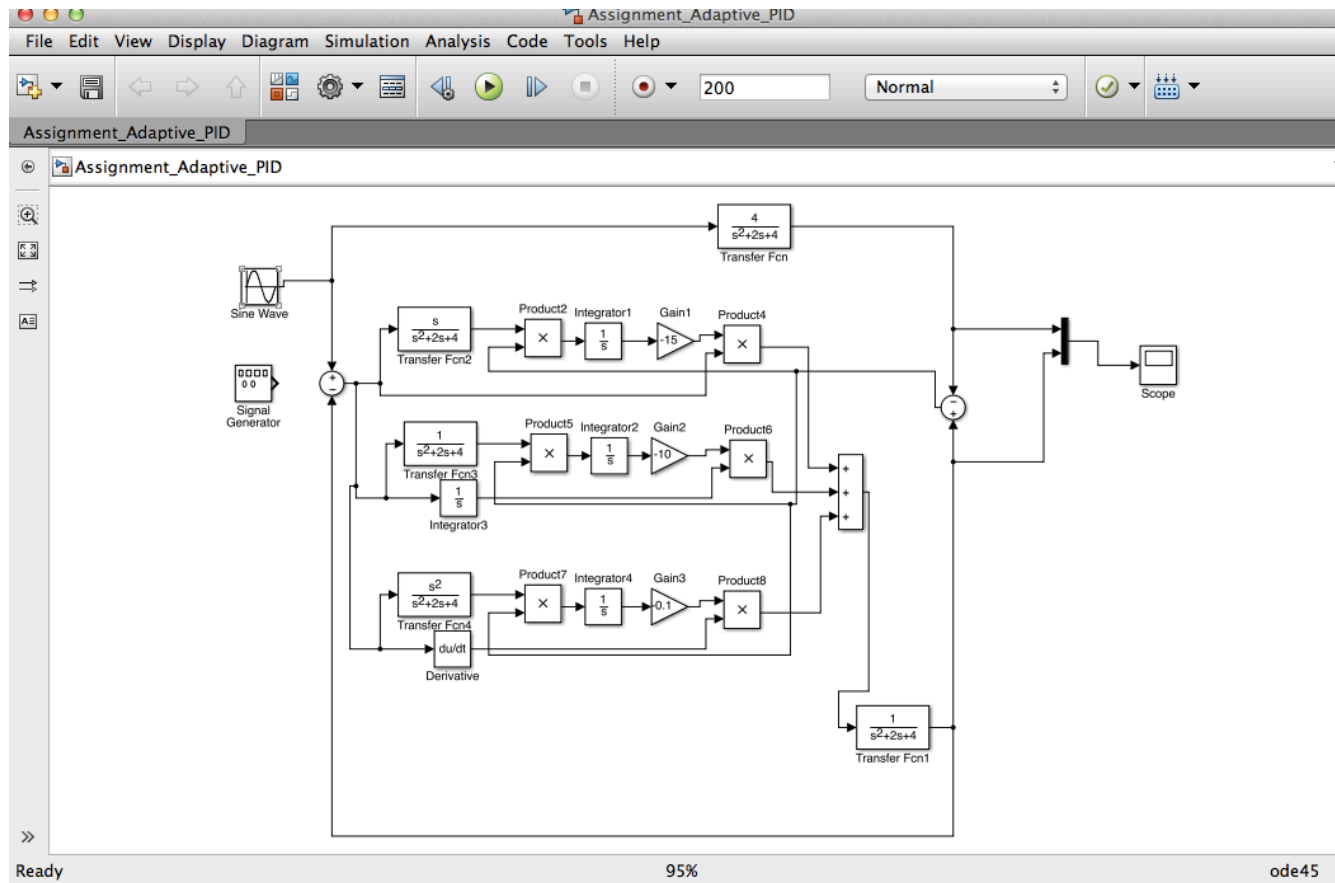 Assignment_Adaptive_PID
File Edit View Display Diagram Simulation Analysis Code Tools Help
200
Normal
Assignment_Adaptive_PID
Assignment_Adaptive_PID
4
s2+2s+4
Transfer Fcn
Sine Wave
s
s2+2s+4
Transfer Fcn2
Product2
×
Integrator1
1
s
Gain1
-15
Product4
×
+
−
Signal
Generator
−
+
Scope
1
s2+2s+4
Transfer Fcn3
Product5
×
Integrator2
1
s
Gain2
-10
Product6
×
1
s
Integrator3
+
+
+
s2
s2+2s+4
Transfer Fcn4
Product7
×
Integrator4
1
s
Gain3
-0.1
Product8
×
du/dt
Derivative
1
s2+2s+4
Transfer Fcn1
Ready
95%
ode45